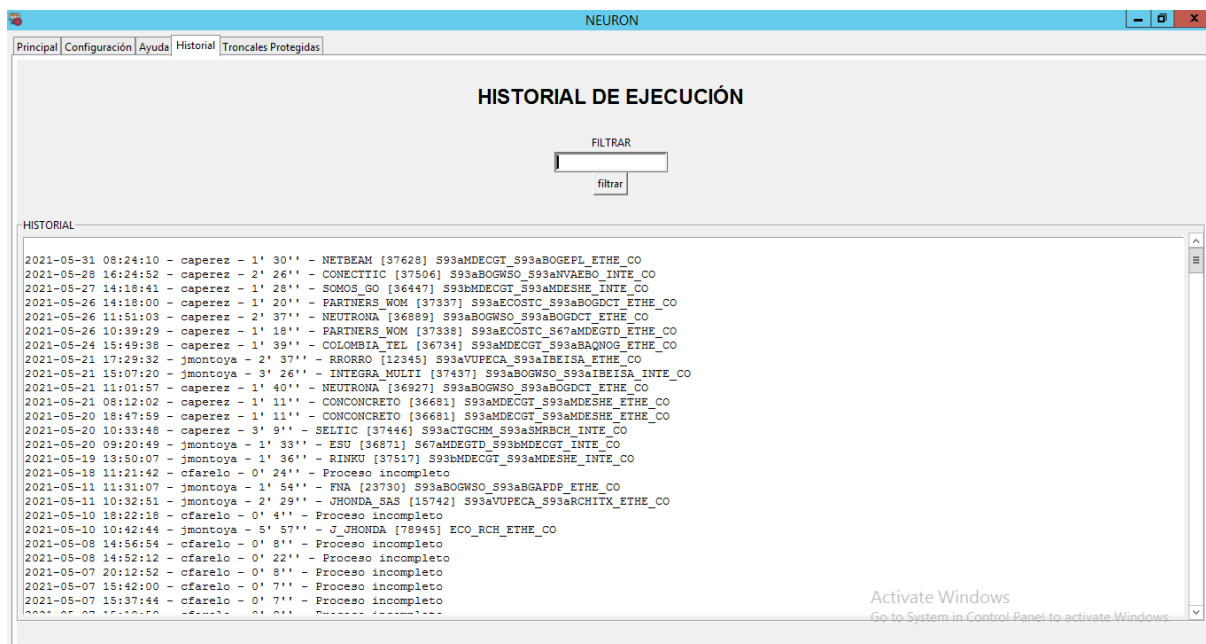 NEURON
Principal Configuración Ayuda Historial Troncales Protegidas
HISTORIAL DE EJECUCIÓN
FILTRAR
filtrar
HISTORIAL
2021-05-31 08:24:10 - caperez - 1' 30'' - NETBEAM [37628] S93aMDECGT_S93aBOGEPL_ETHE_CO
2021-05-28 16:24:52 - caperez - 2' 26'' - CONECTTIC [37506] S93aBOGWSO_S93aNVAEBO_INTE_CO
2021-05-27 14:18:41 - caperez - 1' 28'' - SOMOS_GO [36447] S93bMDECGT_S93aMDESHE_INTE_CO
2021-05-26 14:18:00 - caperez - 1' 20'' - PARTNERS_WOM [37337] S93aECOSTC_S93aBOGDCT_ETHE_CO
2021-05-26 11:51:03 - caperez - 2' 37'' - NEUTRONA [36889] S93aBOGWSO_S93aBOGDCT_ETHE_CO
2021-05-26 10:39:29 - caperez - 1' 18'' - PARTNERS_WOM [37338] S93aECOSTC_S67aMDEGTD_ETHE_CO
2021-05-24 15:49:38 - caperez - 1' 39'' - COLOMBIA_TEL [36734] S93aMDECGT_S93aBAQNOG_ETHE_CO
2021-05-21 17:29:32 - jmontoya - 2' 37'' - RRORRO [12345] S93aVUPECA_S93aIBEISA_ETHE_CO
2021-05-21 15:07:20 - jmontoya - 3' 26'' - INTEGRA_MULTI [37437] S93aBOGWSO_S93aIBEISA_INTE_CO
2021-05-21 11:01:57 - caperez - 1' 40'' - NEUTRONA [36927] S93aBOGWSO_S93aBOGDCT_ETHE_CO
2021-05-21 08:12:02 - caperez - 1' 11'' - CONCONCRETO [36681] S93aMDECGT_S93aMDESHE_ETHE_CO
2021-05-20 18:47:59 - caperez - 1' 11'' - CONCONCRETO [36681] S93aMDECGT_S93aMDESHE_ETHE_CO
2021-05-20 10:33:48 - caperez - 3' 9'' - SELTIC [37446] S93aCTGCHM_S93aSMRBCH_INTE_CO
2021-05-20 09:20:49 - jmontoya - 1' 33'' - ESU [36871] S67aMDEGTD_S93bMDECGT_INTE_CO
2021-05-19 13:50:07 - jmontoya - 1' 36'' - RINKU [37517] S93bMDECGT_S93aMDESHE_INTE_CO
2021-05-18 11:21:42 - cfarelo - 0' 24'' - Proceso incompleto
2021-05-11 11:31:07 - jmontoya - 1' 54'' - FNA [23730] S93aBOGWSO_S93aBGAPDP_ETHE_CO
2021-05-11 10:32:51 - jmontoya - 2' 29'' - JHONDA_SAS [15742] S93aVUPECA_S93aRCHITX_ETHE_CO
2021-05-10 18:22:18 - cfarelo - 0' 4'' - Proceso incompleto
2021-05-10 10:42:44 - jmontoya - 5' 57'' - J_JHONDA [78945] ECO_RCH_ETHE_CO
2021-05-08 14:56:54 - cfarelo - 0' 8'' - Proceso incompleto
2021-05-08 14:52:12 - cfarelo - 0' 22'' - Proceso incompleto
2021-05-07 20:12:52 - cfarelo - 0' 8'' - Proceso incompleto
2021-05-07 15:42:00 - cfarelo - 0' 7'' - Proceso incompleto
2021-05-07 15:37:44 - cfarelo - 0' 7'' - Proceso incompleto
Activate Windows
Go to System in Control Panel to activate Windows.